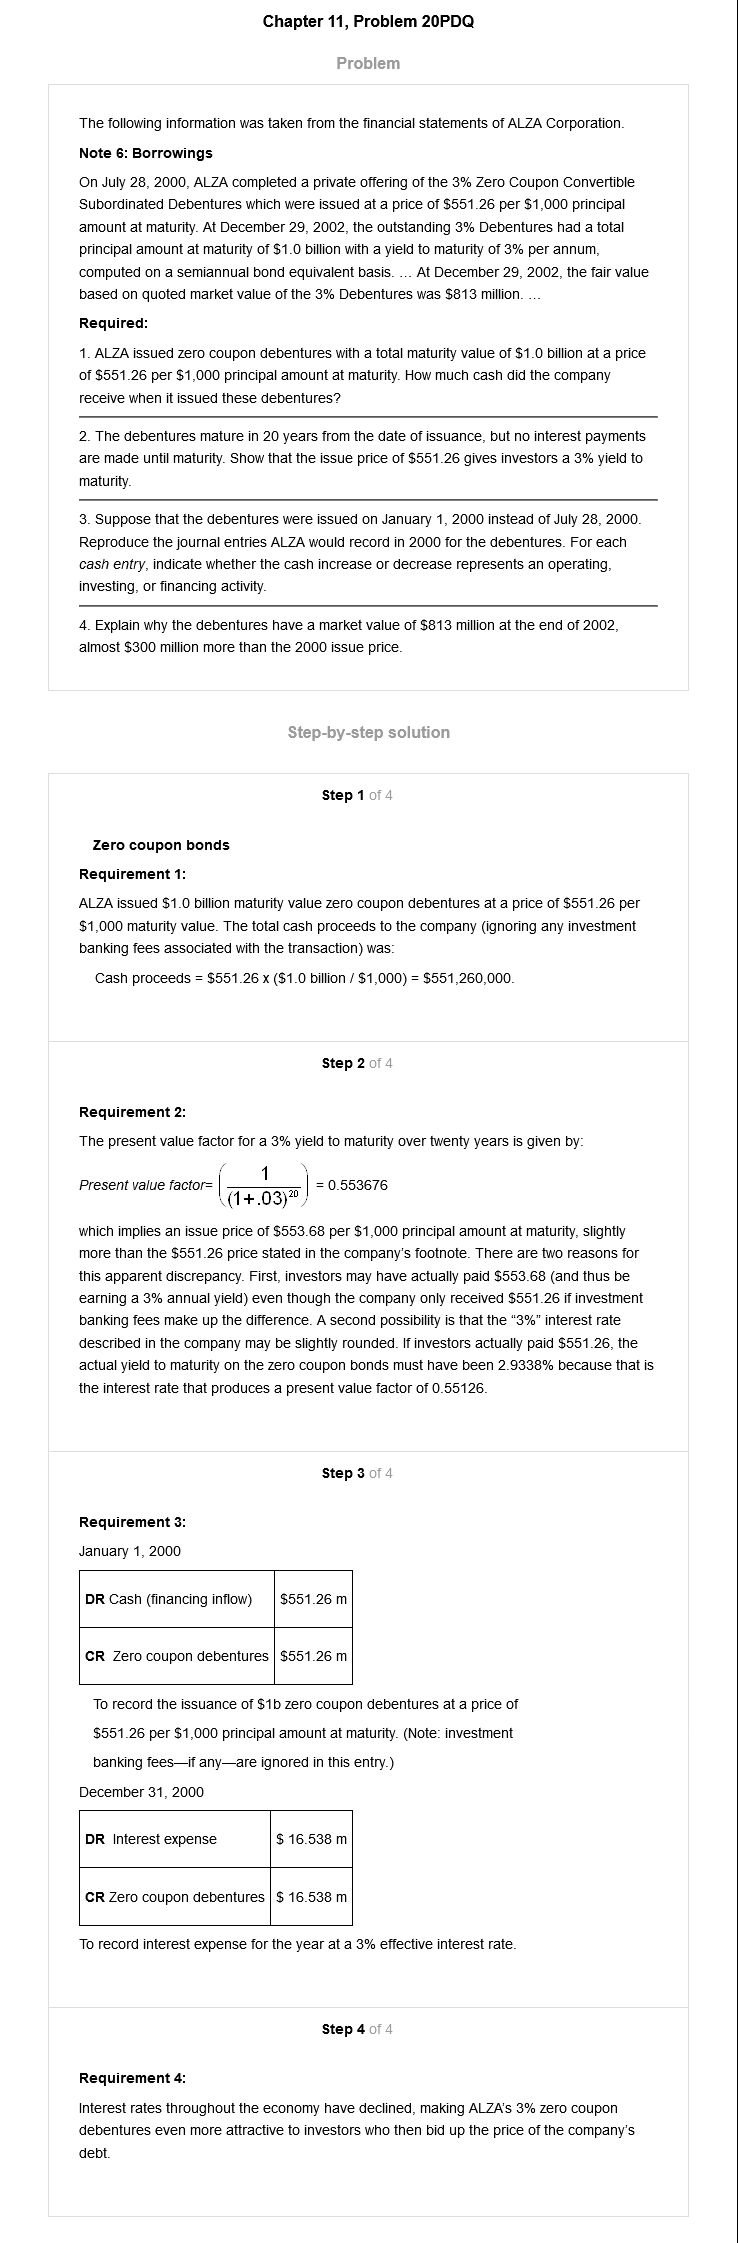 Chapter 11, Problem 20PDQ
Problem
The following information was taken from the financial statements of ALZA Corporation.
Note 6: Borrowings
On July 28, 2000, ALZA completed a private offering of the 3% Zero Coupon Convertible
Subordinated Debentures which were issued at a price of $551.26 per $1,000 principal
amount at maturity. At December 29, 2002, the outstanding 3% Debentures had a total
principal amount at maturity of $1.0 billion with a yield to maturity of 3% per annum,
computed on a semiannual bond equivalent basis. … At December 29, 2002, the fair value
based on quoted market value of the 3% Debentures was $813 million. …
Required:
1. ALZA issued zero coupon debentures with a total maturity value of $1.0 billion at a price
of $551.26 per $1,000 principal amount at maturity. How much cash did the company
receive when it issued these debentures?
2. The debentures mature in 20 years from the date of issuance, but no interest payments
are made until maturity. Show that the issue price of $551.26 gives investors a 3% yield to
maturity.
3. Suppose that the debentures were issued on January 1, 2000 instead of July 28, 2000.
Reproduce the journal entries ALZA would record in 2000 for the debentures. For each
cash entry, indicate whether the cash increase or decrease represents an operating,
investing, or financing activity.
4. Explain why the debentures have a market value of $813 million at the end of 2002,
almost $300 million more than the 2000 issue price.
Step-by-step solution
Step 1 of 4
Zero coupon bonds
Requirement 1:
ALZA issued $1.0 billion maturity value zero coupon debentures at a price of $551.26 per
$1,000 maturity value. The total cash proceeds to the company (ignoring any investment
banking fees associated with the transaction) was:
Cash proceeds = $551.26 x ($1.0 billion / $1,000) = $551,260,000.
Step 2 of 4
Requirement 2:
The present value factor for a 3% yield to maturity over twenty years is given by:
Present value factor= (1 / (1+.03)^20) = 0.553676
which implies an issue price of $553.68 per $1,000 principal amount at maturity, slightly
more than the $551.26 price stated in the company's footnote. There are two reasons for
this apparent discrepancy. First, investors may have actually paid $553.68 (and thus be
earning a 3% annual yield) even though the company only received $551.26 if investment
banking fees make up the difference. A second possibility is that the “3%” interest rate
described in the company may be slightly rounded. If investors actually paid $551.26, the
actual yield to maturity on the zero coupon bonds must have been 2.9338% because that is
the interest rate that produces a present value factor of 0.55126.
Step 3 of 4
Requirement 3:
January 1, 2000
DR Cash (financing inflow) $551.26 m
CR Zero coupon debentures $551.26 m
To record the issuance of $1b zero coupon debentures at a price of
$551.26 per $1,000 principal amount at maturity. (Note: investment
banking fees—if any—are ignored in this entry.)
December 31, 2000
DR Interest expense $ 16.538 m
CR Zero coupon debentures $ 16.538 m
To record interest expense for the year at a 3% effective interest rate.
Step 4 of 4
Requirement 4:
Interest rates throughout the economy have declined, making ALZA's 3% zero coupon
debentures even more attractive to investors who then bid up the price of the company's
debt.